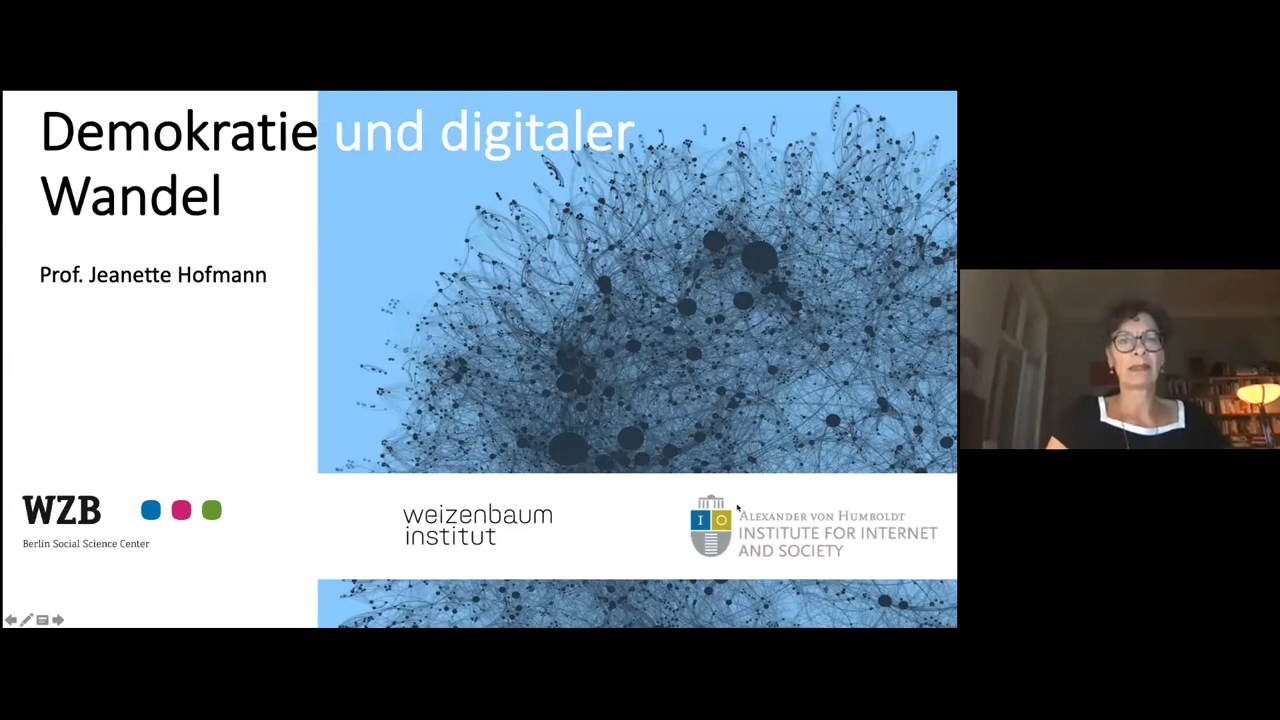 Demokratie und digitaler
Wandel
Prof. Jeanette Hofmann
WZB
Berlin Social Science Center
weizenbaum
institut
I O
ALEXANDER VON HUMBOLDT
INSTITUTE FOR INTERNET
AND SOCIETY